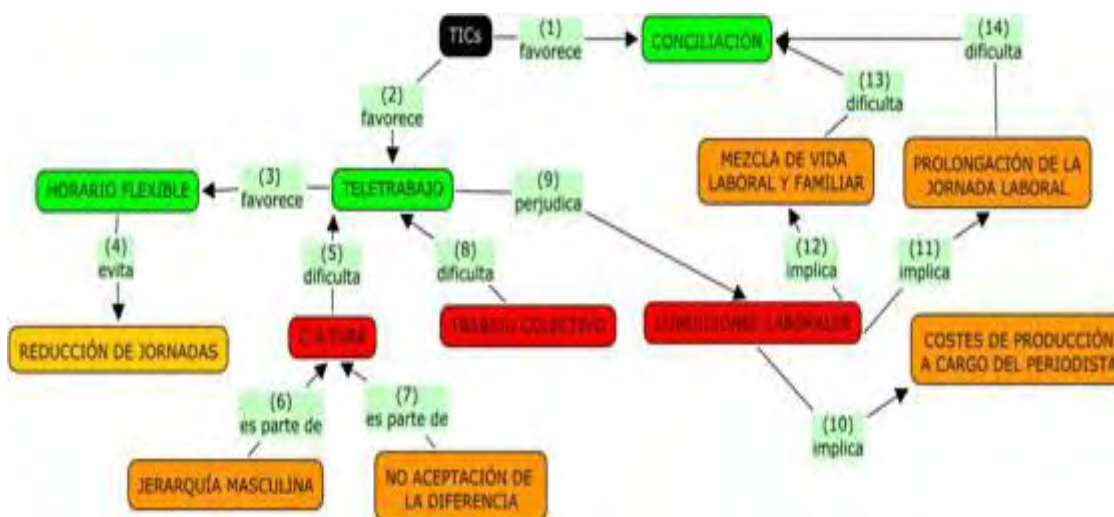 TICs
(1)
favorece
CONCILIACIÓN
(14)
dificulta
(2)
favorece
(13)
dificulta
MEZCLA DE VIDA
LABORAL Y FAMILIAR
PROLONGACIÓN DE LA
JORNADA LABORAL
HORARIO FLEXIBLE
(3)
favorece
TELETRABAJO
(9)
perjudica
(4)
evita
(5)
dificulta
(8)
dificulta
(12)
implica
(11)
implica
REDUCCIÓN DE JORNADAS
CULTURA
TRABAJO COLECTIVO
CONDICIONES LABORALES
COSTES DE PRODUCCIÓN
A CARGO DEL PERIODISTA
(6)
es parte de
(7)
es parte de
(10)
implica
JERARQUÍA MASCULINA
NO ACEPTACIÓN DE
LA DIFERENCIA